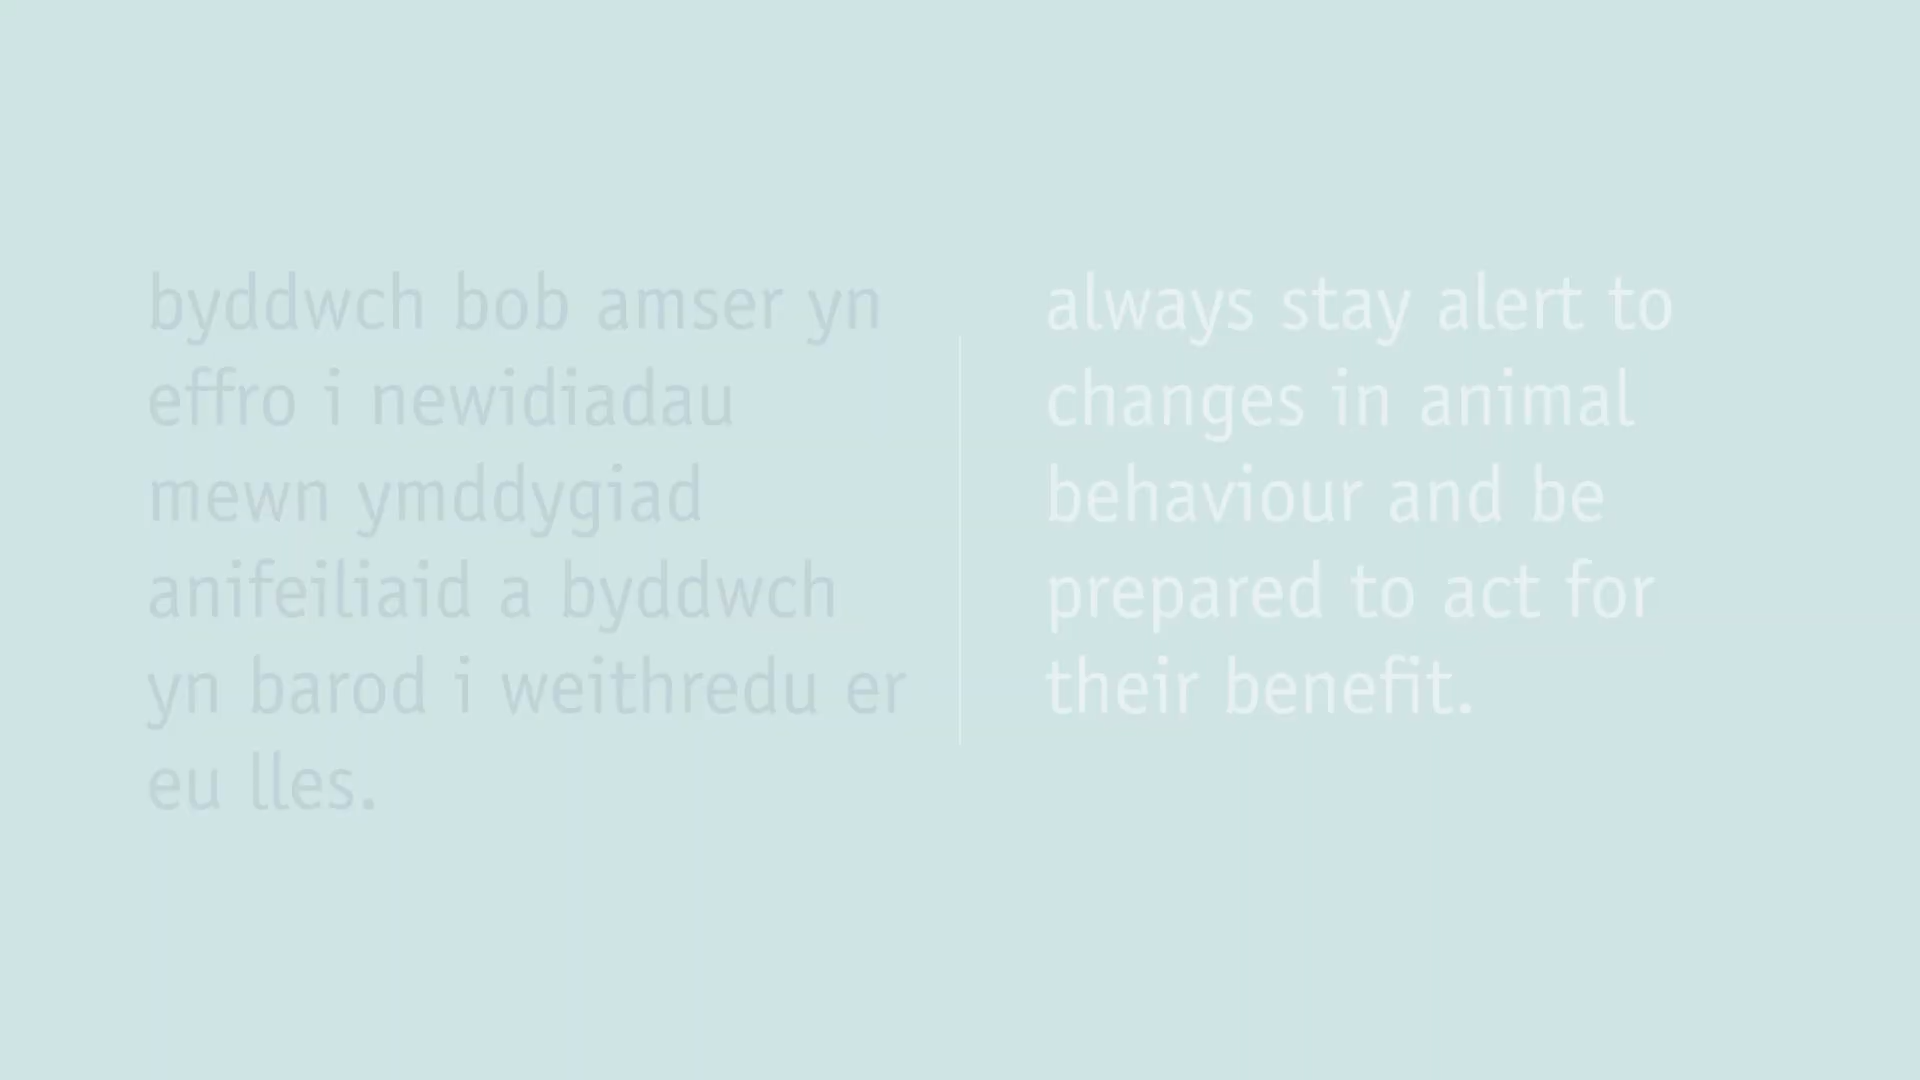 byddwch bob amser yn
effro i newidiadau
mewn ymddygiad
anifeiliaid a byddwch
yn barod i weithredu er
eu lles.
always stay alert to
changes in animal
behaviour and be
prepared to act for
their benefit.